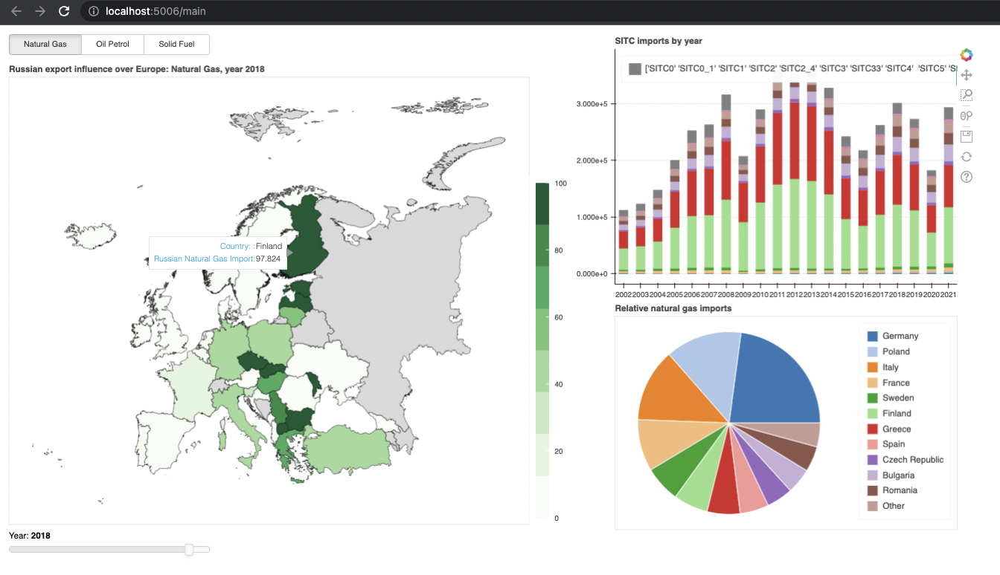 localhost:5006/main
Natural Gas
Oil Petrol
Solid Fuel
Russian export influence over Europe: Natural Gas, year 2018
Country: :Finland
Russian Natural Gas Import:97.824
100
80
60
40
20
0
Year: 2018
SITC imports by year
['SITC0' 'SITC0_1' 'SITC1' 'SITC2' 'SITC2_4' 'SITC3' 'SITC33' 'SITC4' 'SITC5' 'S
3.000e+5
2.000e+5
1.000e+5
0.000e+0
2002 2003 2004 2005 2006 2007 2008 2009 2010 2011 2012 2013 2014 2015 2016 2017 2018 2019 2020 2021
Relative natural gas imports
Germany
Poland
Italy
France
Sweden
Finland
Greece
Spain
Czech Republic
Bulgaria
Romania
Other